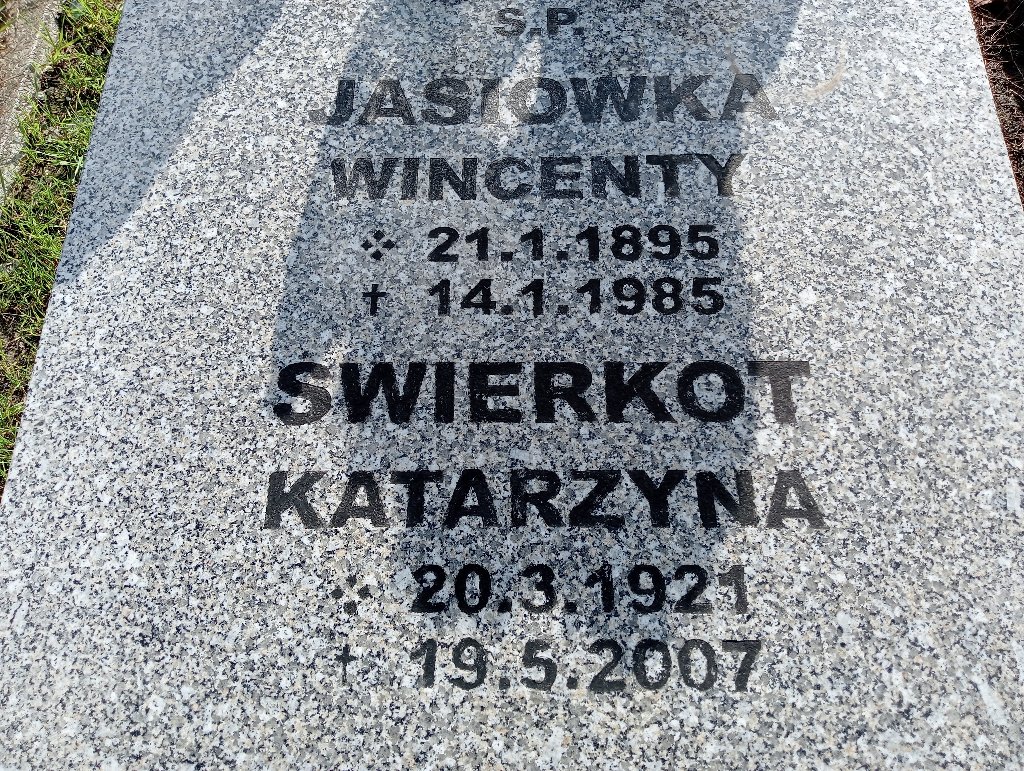 S.P.
JASIOWKA
WINCENTY
21.1.1895
† 14.1.1985
SWIERKOT
KATARZYNA
20.3.1921
† 19.5.2007